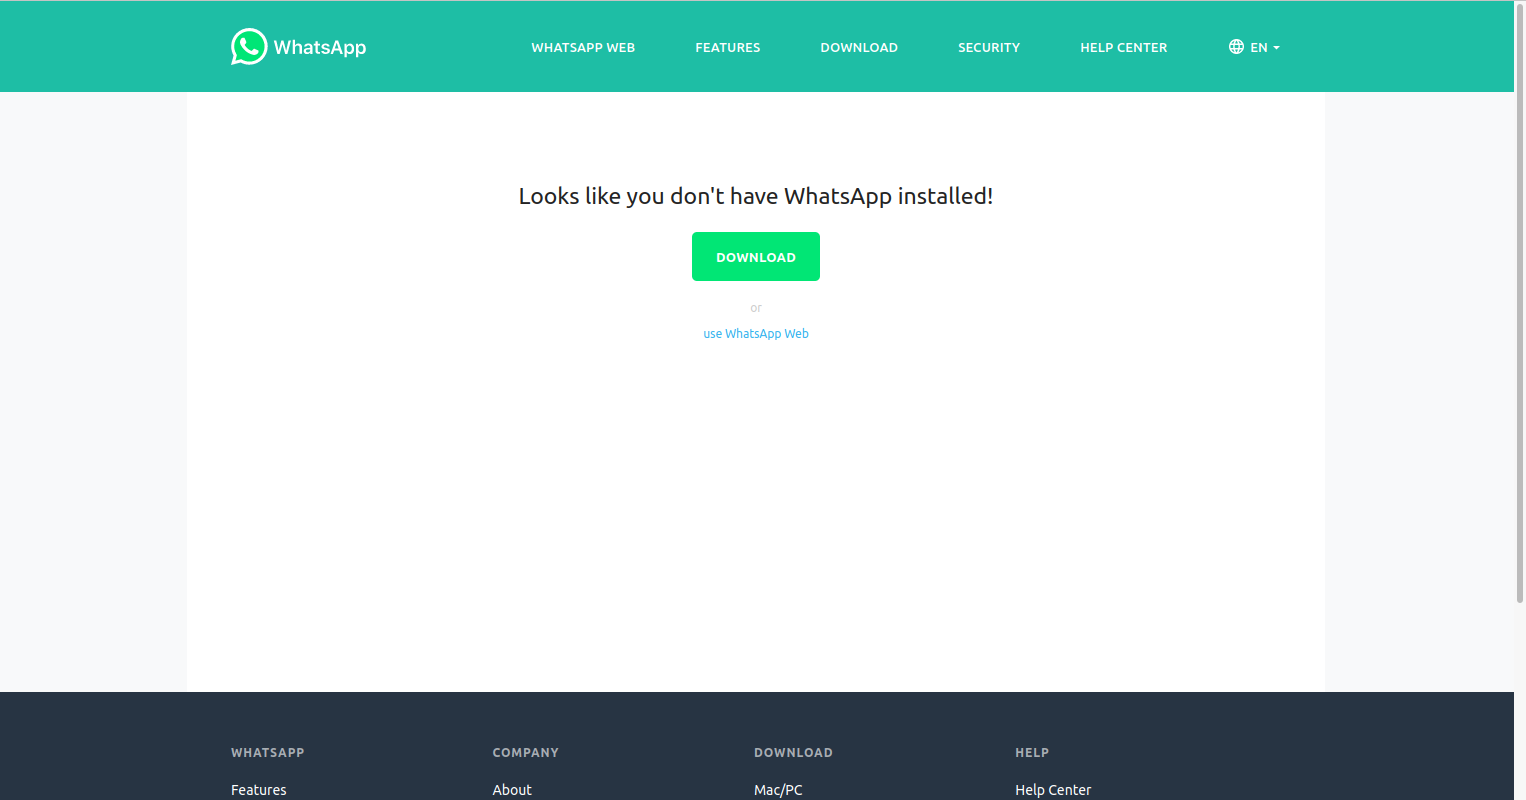 WhatsApp
WHATSAPP WEB FEATURES DOWNLOAD SECURITY HELP CENTER EN
Looks like you don't have WhatsApp installed!
DOWNLOAD
or
use WhatsApp Web
WHATSAPP COMPANY DOWNLOAD HELP
Features About Mac/PC Help Center